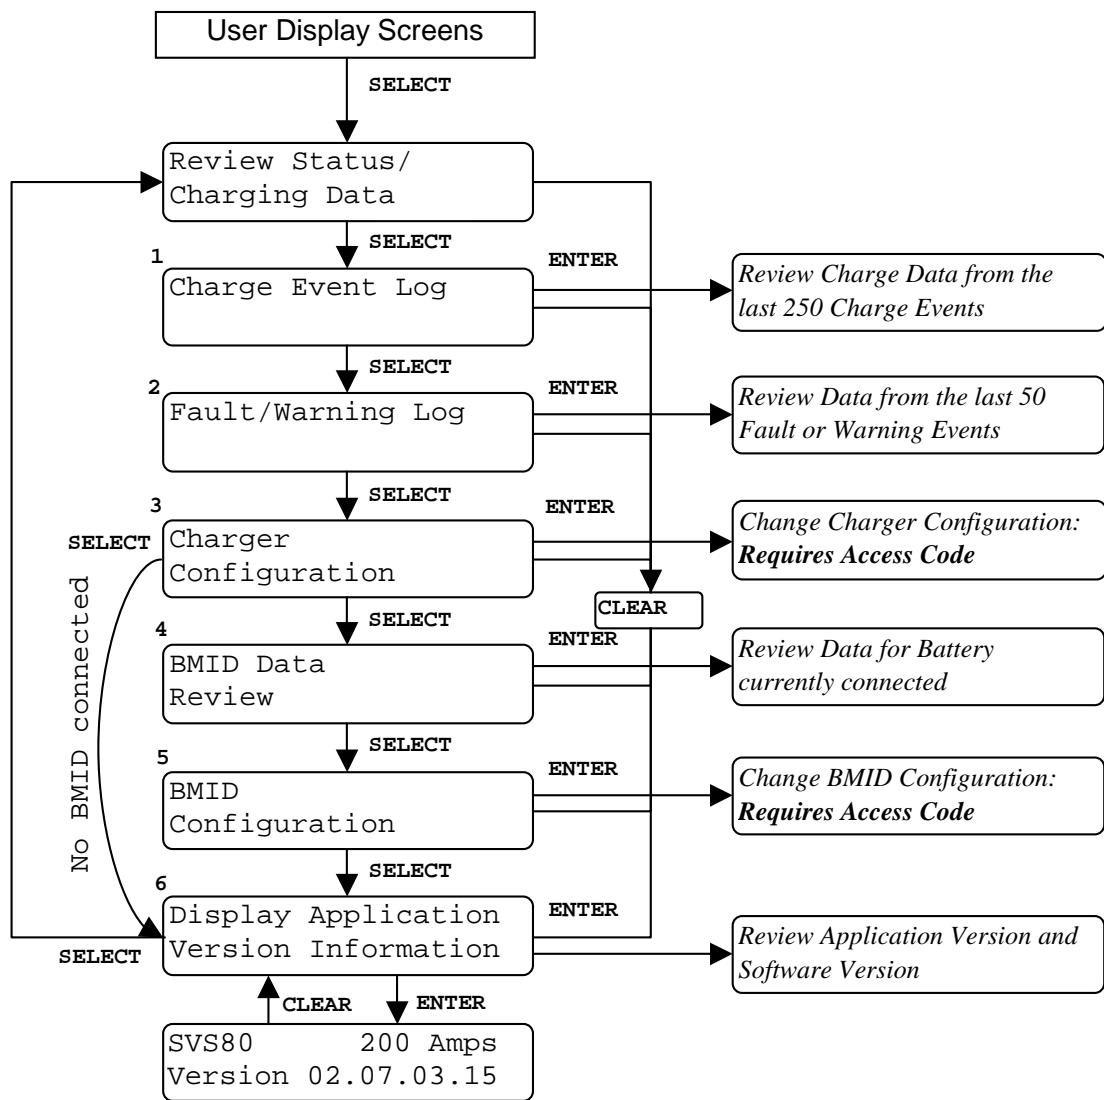 User Display Screens
SELECT
Review Status/
Charging Data
SELECT
1
ENTER
Charge Event Log
Review Charge Data from the
last 250 Charge Events
SELECT
2
ENTER
Fault/Warning Log
Review Data from the last 50
Fault or Warning Events
SELECT
3
ENTER
SELECT
Charger
Configuration
Change Charger Configuration:
Requires Access Code
No BMID connected
CLEAR
SELECT
4
ENTER
BMID Data
Review
Review Data for Battery
currently connected
SELECT
5
ENTER
BMID
Configuration
Change BMID Configuration:
Requires Access Code
SELECT
6
ENTER
Display Application
Version Information
SELECT
Review Application Version and
Software Version
CLEAR
ENTER
SVS80 200 Amps
Version 02.07.03.15